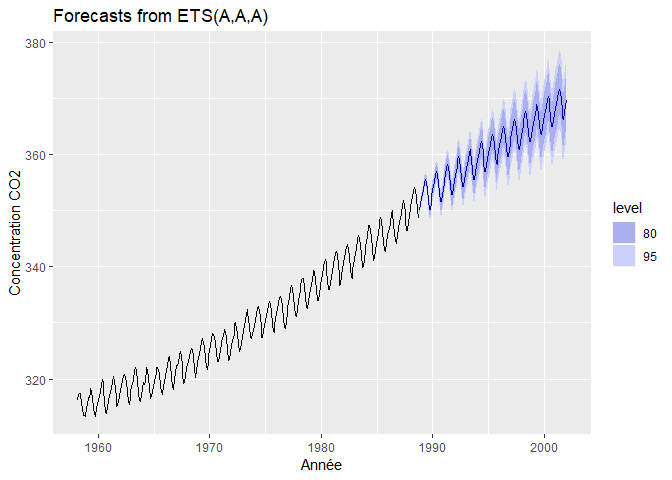 Forecasts from ETS(A,A,A)
380
360
340
320
Concentration CO2
1960
1970
1980
1990
2000
Année
level
80
95